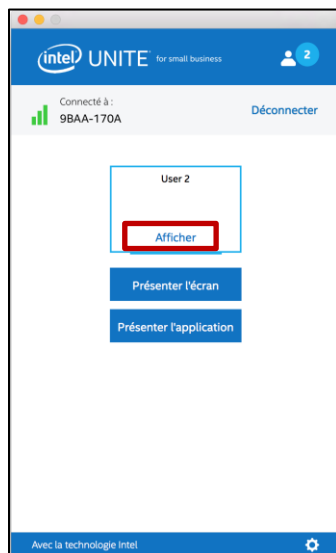 intel UNITE for small business
2
Connecté à :
9BAA-170A
Déconnecter
User 2
Afficher
Présenter l'écran
Présenter l'application
Avec la technologie Intel